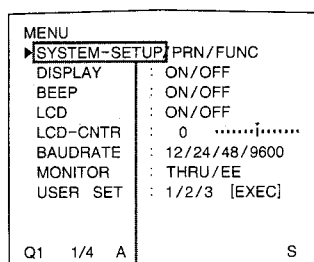 MENU
▶SYSTEM-SETUP/PRN/FUNC
DISPLAY : ON/OFF
BEEP : ON/OFF
LCD : ON/OFF
LCD-CNTR : 0
BAUDRATE : 12/24/48/9600
MONITOR : THRU/EE
USER SET : 1/2/3 [EXEC]
Q1 1/4 A S